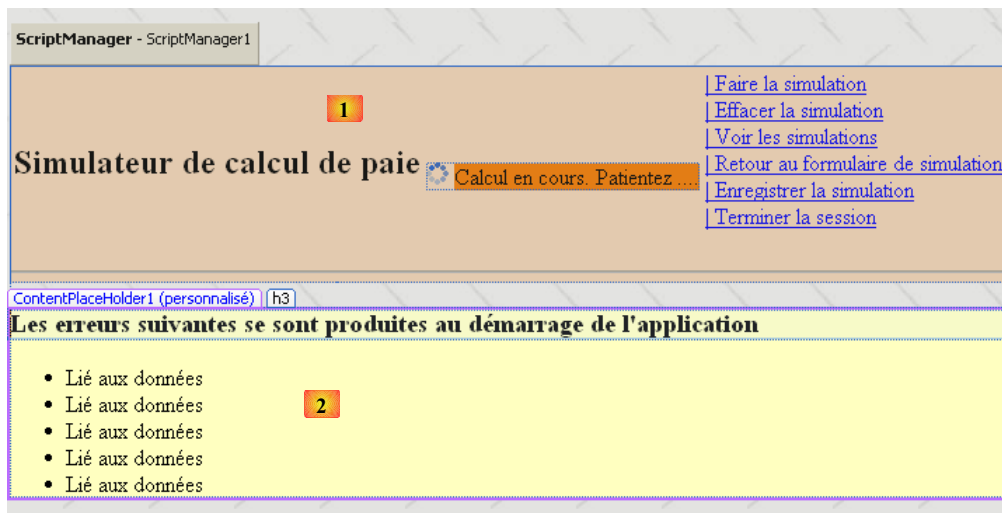 ScriptManager - ScriptManager1
1
| Faire la simulation
| Effacer la simulation
| Voir les simulations
Simulateur de calcul de paie
Calcul en cours. Patientez ....
| Retour au formulaire de simulation
| Enregistrer la simulation
| Terminer la session
ContentPlaceHolder1 (personnalisé) h3
Les erreurs suivantes se sont produites au démarrage de l'application
• Lié aux données
• Lié aux données
2
• Lié aux données
• Lié aux données
• Lié aux données